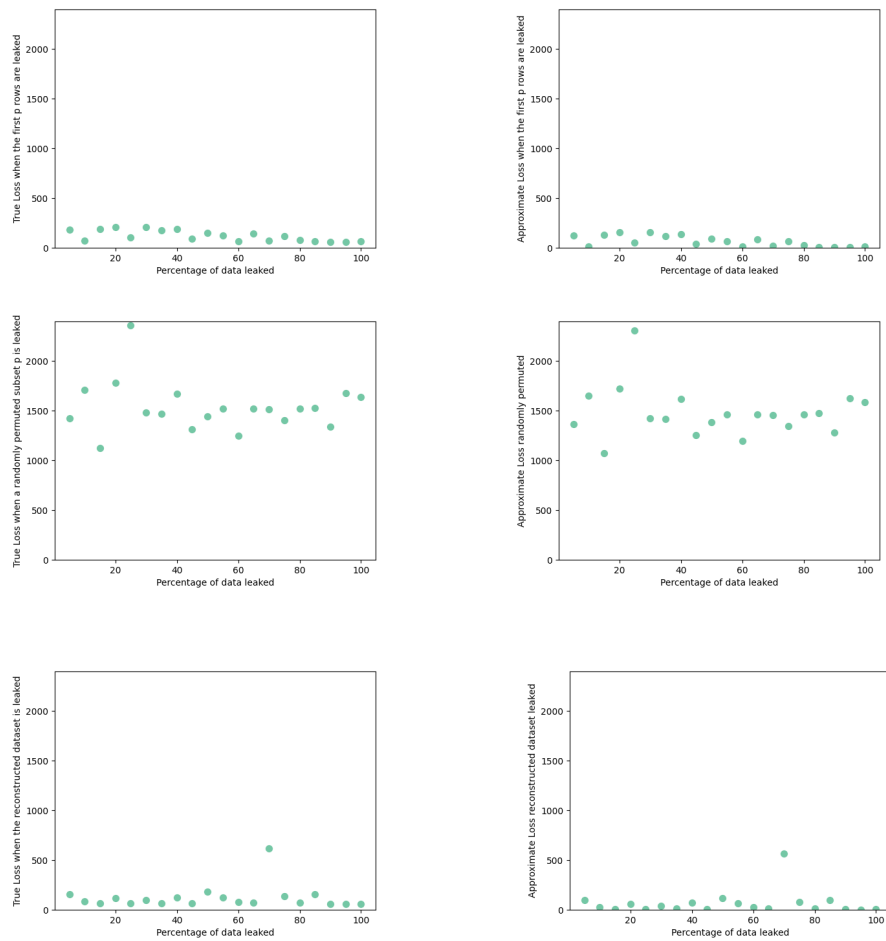 True Loss when the first p rows are leaked
2000
1500
1000
500
0
20 40 60 80 100
Percentage of data leaked
Approximate Loss when the first p rows are leaked
2000
1500
1000
500
0
20 40 60 80 100
Percentage of data leaked
True Loss when a randomly permuted subset p is leaked
2000
1500
1000
500
0
20 40 60 80 100
Percentage of data leaked
Approximate Loss randomly permuted
2000
1500
1000
500
0
20 40 60 80 100
Percentage of data leaked
True Loss when the reconstructed dataset is leaked
2000
1500
1000
500
0
20 40 60 80 100
Percentage of data leaked
Approximate Loss reconstructed dataset leaked
2000
1500
1000
500
0
20 40 60 80 100
Percentage of data leaked